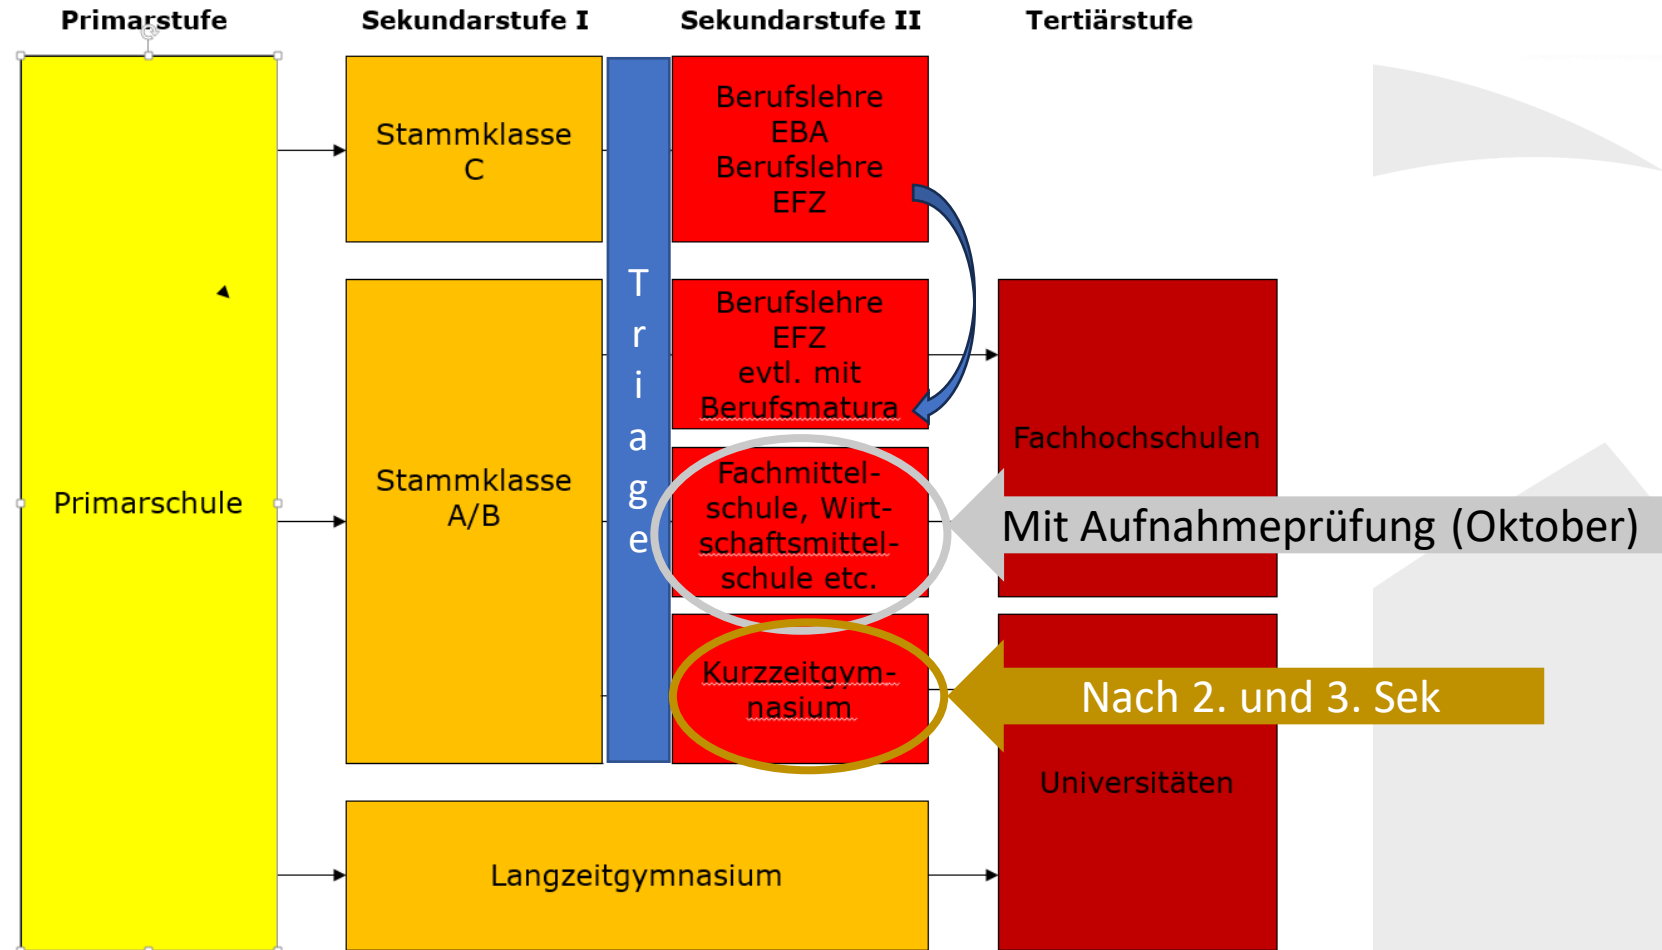 Primarstufe
Sekundarstufe I
Sekundarstufe II
Tertiärstufe
Primarschule
Stammklasse
C
Stammklasse
A/B
T
r
i
a
g
e
Berufslehre
EBA
Berufslehre
EFZ
Berufslehre
EFZ
evtl. mit
Berufsmatura
Fachmittel-
schule, Wirt-
schaftsmittel-
schule etc.
Kurzzeitgym-
nasium
Langzeitgymnasium
Fachhochschulen
Mit Aufnahmeprüfung (Oktober)
Nach 2. und 3. Sek
Universitäten